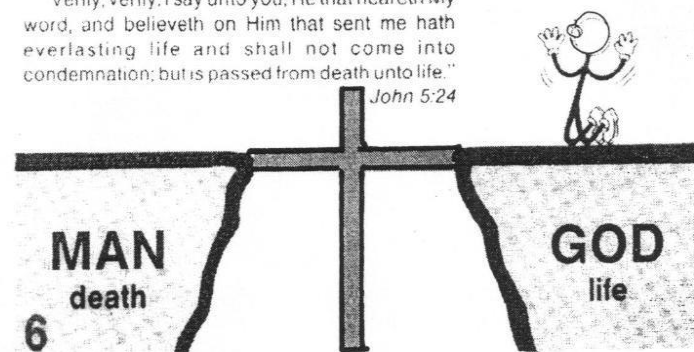 "Verily, verily, I say unto you, He that heareth My
word, and believeth on Him that sent me hath
everlasting life and shall not come into
condemnation; but is passed from death unto life."
John 5:24
MAN
death
GOD
life
6